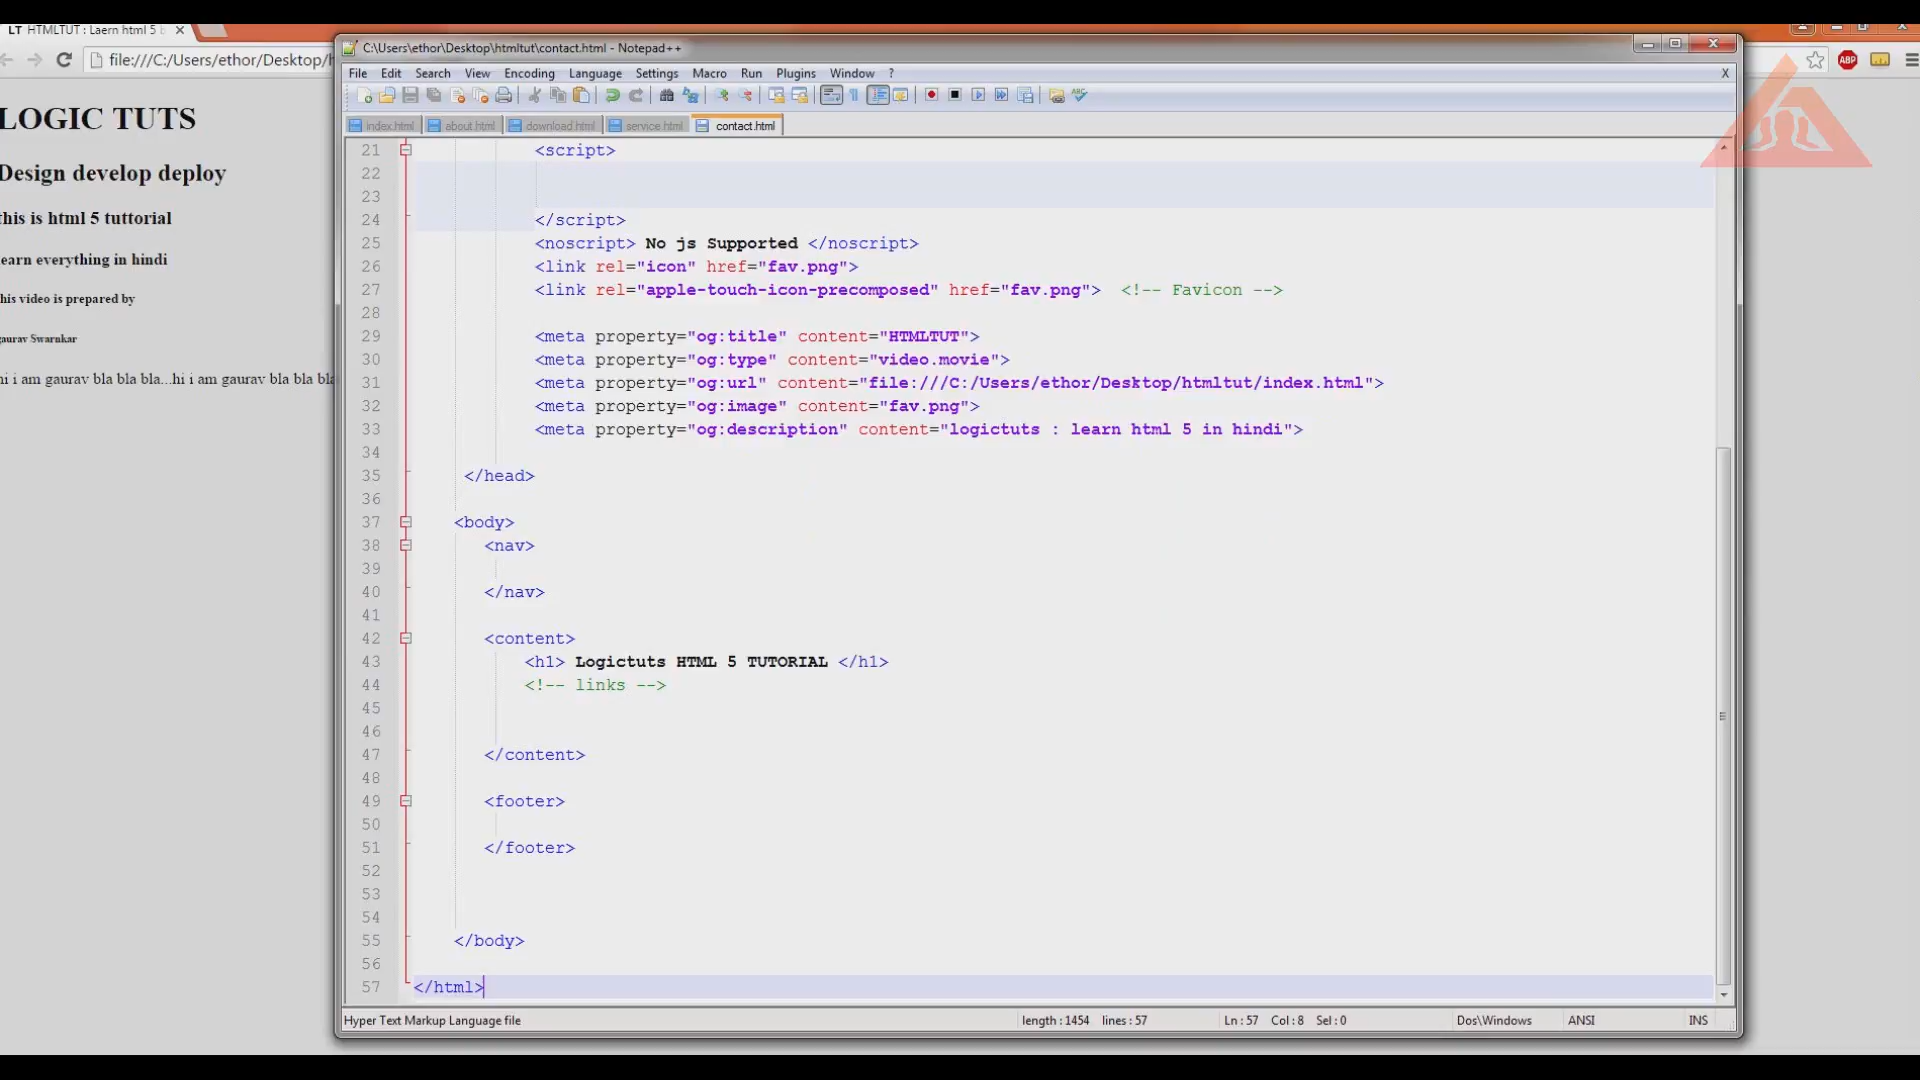 LT HTMLTUT : Laern html 5
file:///C:/Users/ethor/Desktop/h
ABP
LOGIC TUTS
Design develop deploy
this is html 5 tuttorial
learn everything in hindi
this video is prepared by
gaurav Swarnkar
hi i am gaurav bla bla bla...hi i am gaurav bla bla bla
C:\Users\ethor\Desktop\htmltut\contact.html - Notepad++
File Edit Search View Encoding Language Settings Macro Run Plugins Window ? X
index.html about.html download.html service.html contact.html
21 <script>
22
23
24 </script>
25 <noscript> No js Supported </noscript>
26 <link rel="icon" href="fav.png">
27 <link rel="apple-touch-icon-precomposed" href="fav.png"> <!-- Favicon -->
28
29 <meta property="og:title" content="HTMLTUT">
30 <meta property="og:type" content="video.movie">
31 <meta property="og:url" content="file:///C:/Users/ethor/Desktop/htmltut/index.html">
32 <meta property="og:image" content="fav.png">
33 <meta property="og:description" content="logictuts : learn html 5 in hindi">
34
35 </head>
36
37 <body>
38 <nav>
39
40 </nav>
41
42 <content>
43 <h1> Logictuts HTML 5 TUTORIAL </h1>
44 <!-- links -->
45
46
47 </content>
48
49 <footer>
50
51 </footer>
52
53
54
55 </body>
56
57 </html>
Hyper Text Markup Language file length : 1454 lines : 57 Ln : 57 Col : 8 Sel : 0 Dos\Windows ANSI INS